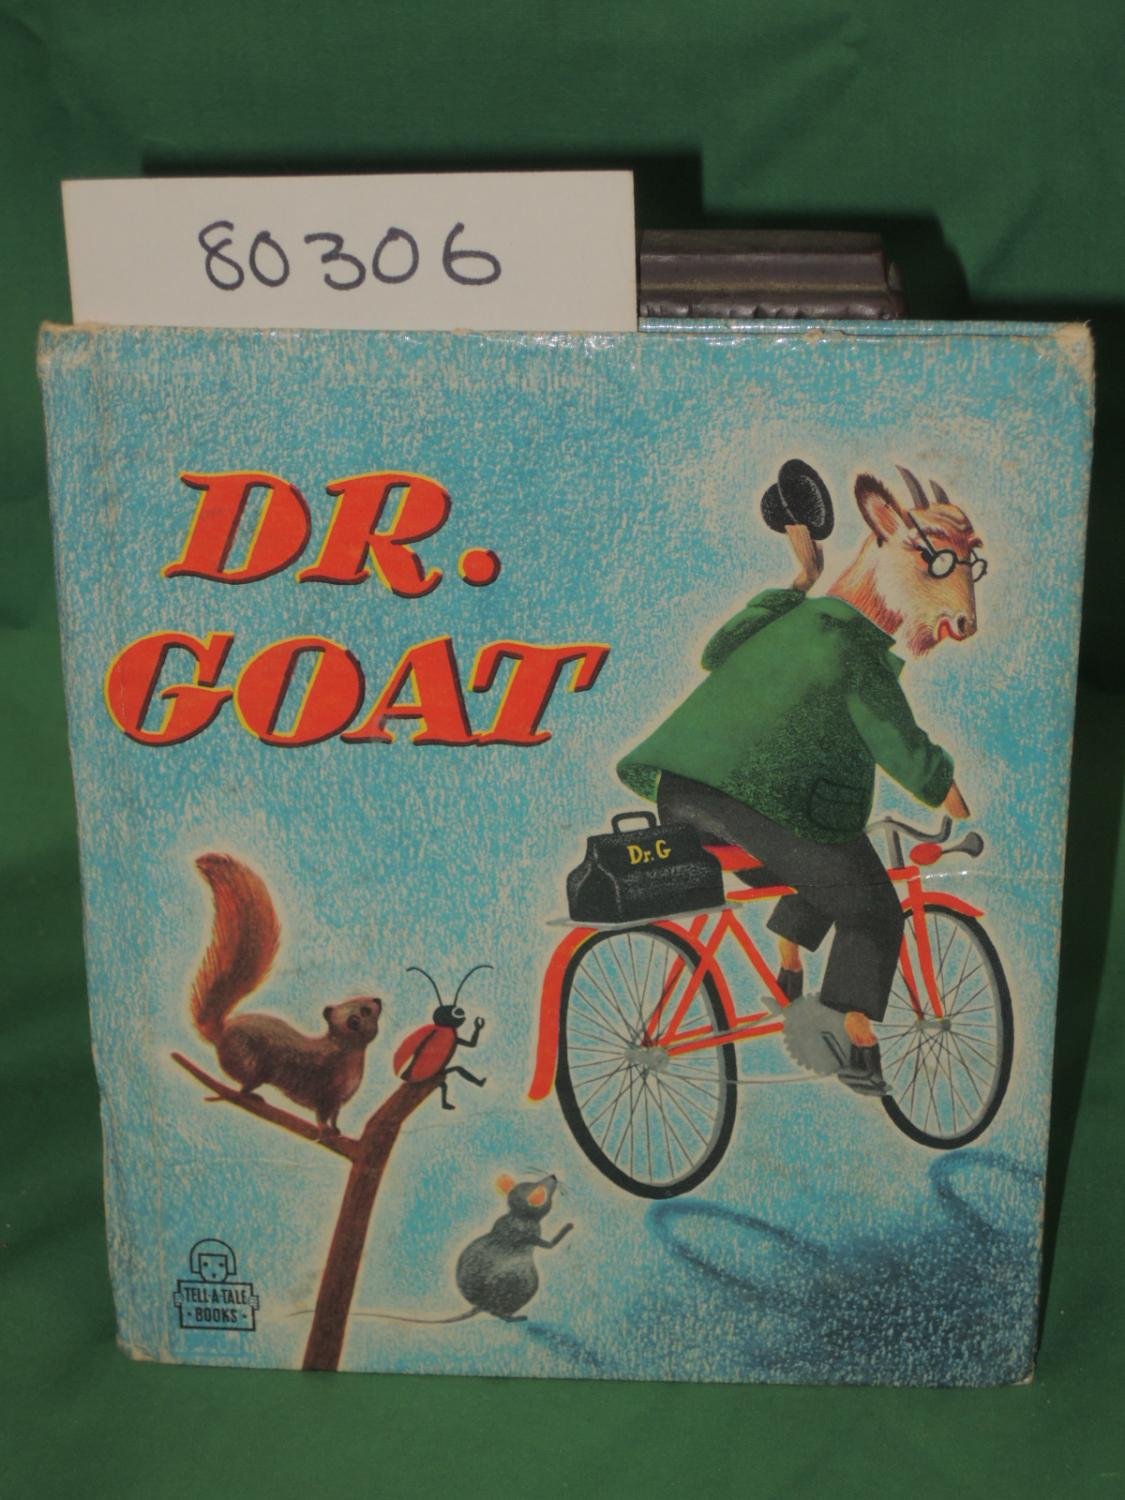 80306
DR.
GOAT
Dr. G
TELL-A-TALE
• BOOKS •